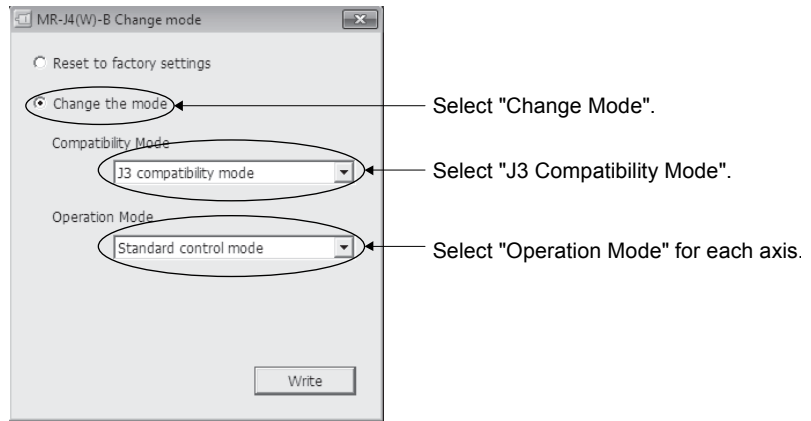 MR-J4(W)-B Change mode
Reset to factory settings
Change the mode
Select "Change Mode".
Compatibility Mode
J3 compatibility mode
Select "J3 Compatibility Mode".
Operation Mode
Standard control mode
Select "Operation Mode" for each axis.
Write